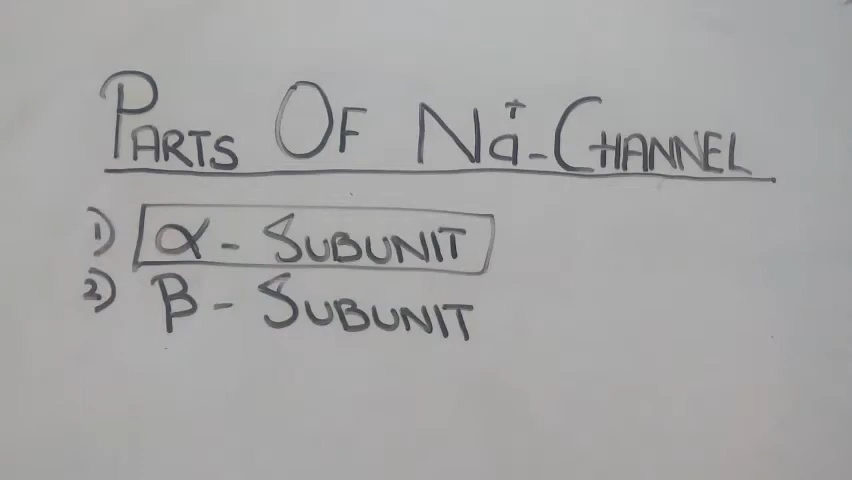 PARTS OF Na⁺-CHANNEL
1) α - SUBUNIT
2) β - SUBUNIT